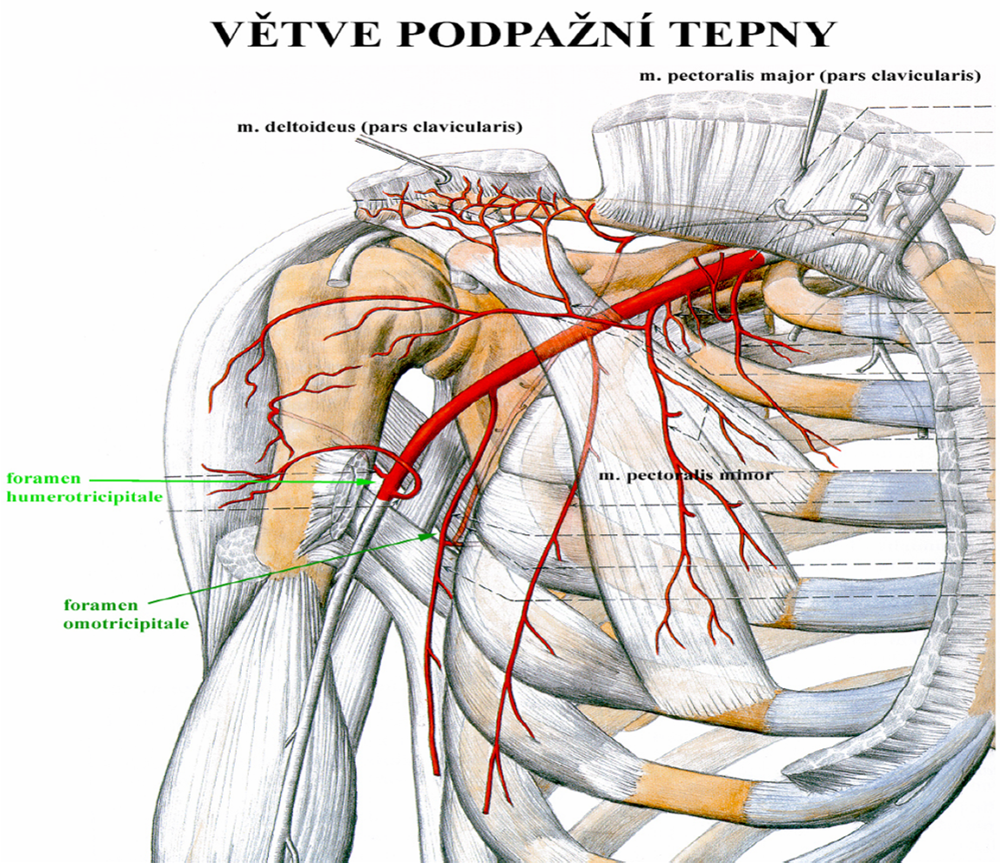 VĚTVE PODPAŽNÍ TEPNY
m. pectoralis major (pars clavicularis)
m. deltoideus (pars clavicularis)
m. pectoralis minor
foramen
humerotricipitale
foramen
omotricipitale